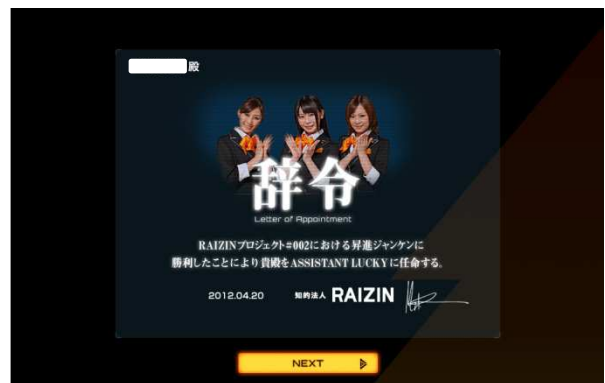 殿
辞令
Letter of Appointment
RAIZINプロジェクト#002における昇進ジャンケンに
勝利したことにより貴殿をASSISTANT LUCKYに任命する。
2012.04.20 知的法人 RAIZIN
NEXT